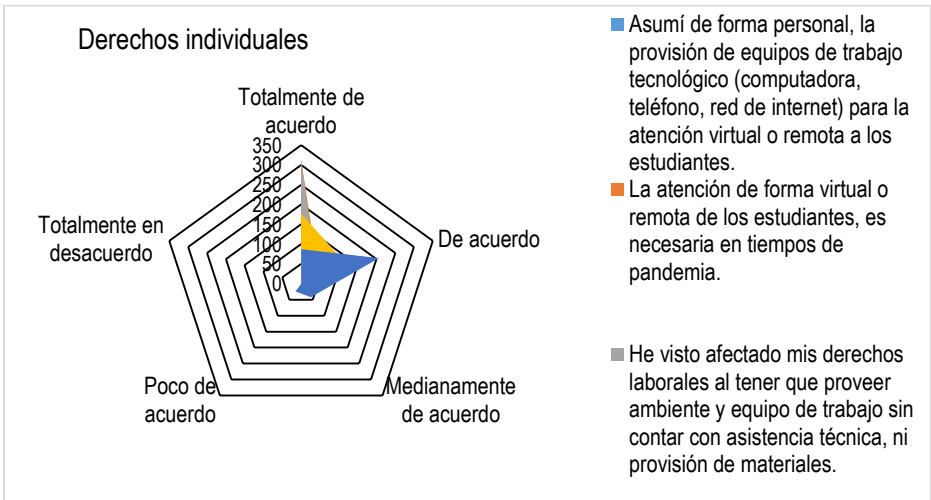 Derechos individuales
Totalmente de
acuerdo
350
300
250
200
150
100
50
0
De acuerdo
Medianamente
de acuerdo
Poco de
acuerdo
Totalmente en
desacuerdo
Asumí de forma personal, la
provisión de equipos de trabajo
tecnológico (computadora,
teléfono, red de internet) para la
atención virtual o remota a los
estudiantes.
La atención de forma virtual o
remota de los estudiantes, es
necesaria en tiempos de
pandemia.
He visto afectado mis derechos
laborales al tener que proveer
ambiente y equipo de trabajo sin
contar con asistencia técnica, ni
provisión de materiales.